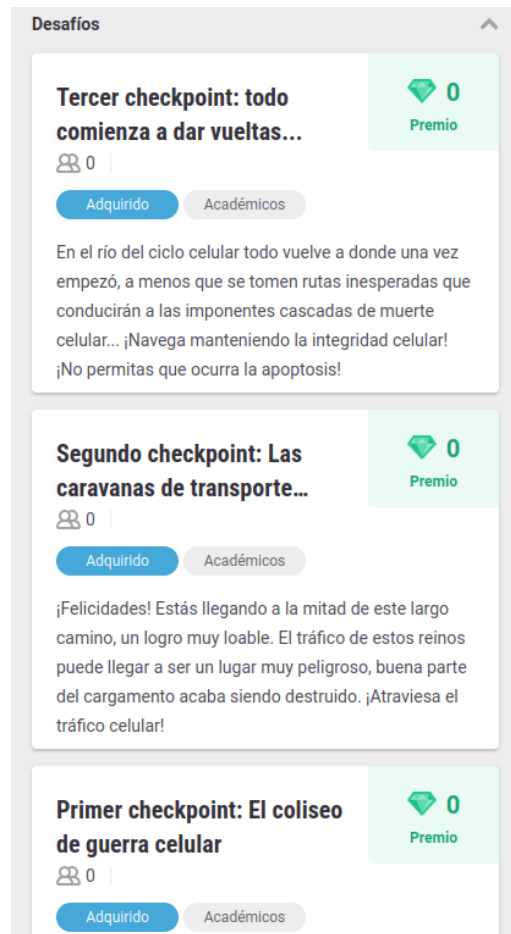 Desafíos
Tercer checkpoint: todo
comienza a dar vueltas...
0
Premio
0
Adquirido
Académicos
En el río del ciclo celular todo vuelve a donde una vez
empezó, a menos que se tomen rutas inesperadas que
conducirán a las imponentes cascadas de muerte
celular... ¡Navega manteniendo la integridad celular!
¡No permitas que ocurra la apoptosis!
Segundo checkpoint: Las
caravanas de transporte...
0
Premio
0
Adquirido
Académicos
¡Felicidades! Estás llegando a la mitad de este largo
camino, un logro muy loable. El tráfico de estos reinos
puede llegar a ser un lugar muy peligroso, buena parte
del cargamento acaba siendo destruido. ¡Atraviesa el
tráfico celular!
Primer checkpoint: El coliseo
de guerra celular
0
Premio
0
Adquirido
Académicos